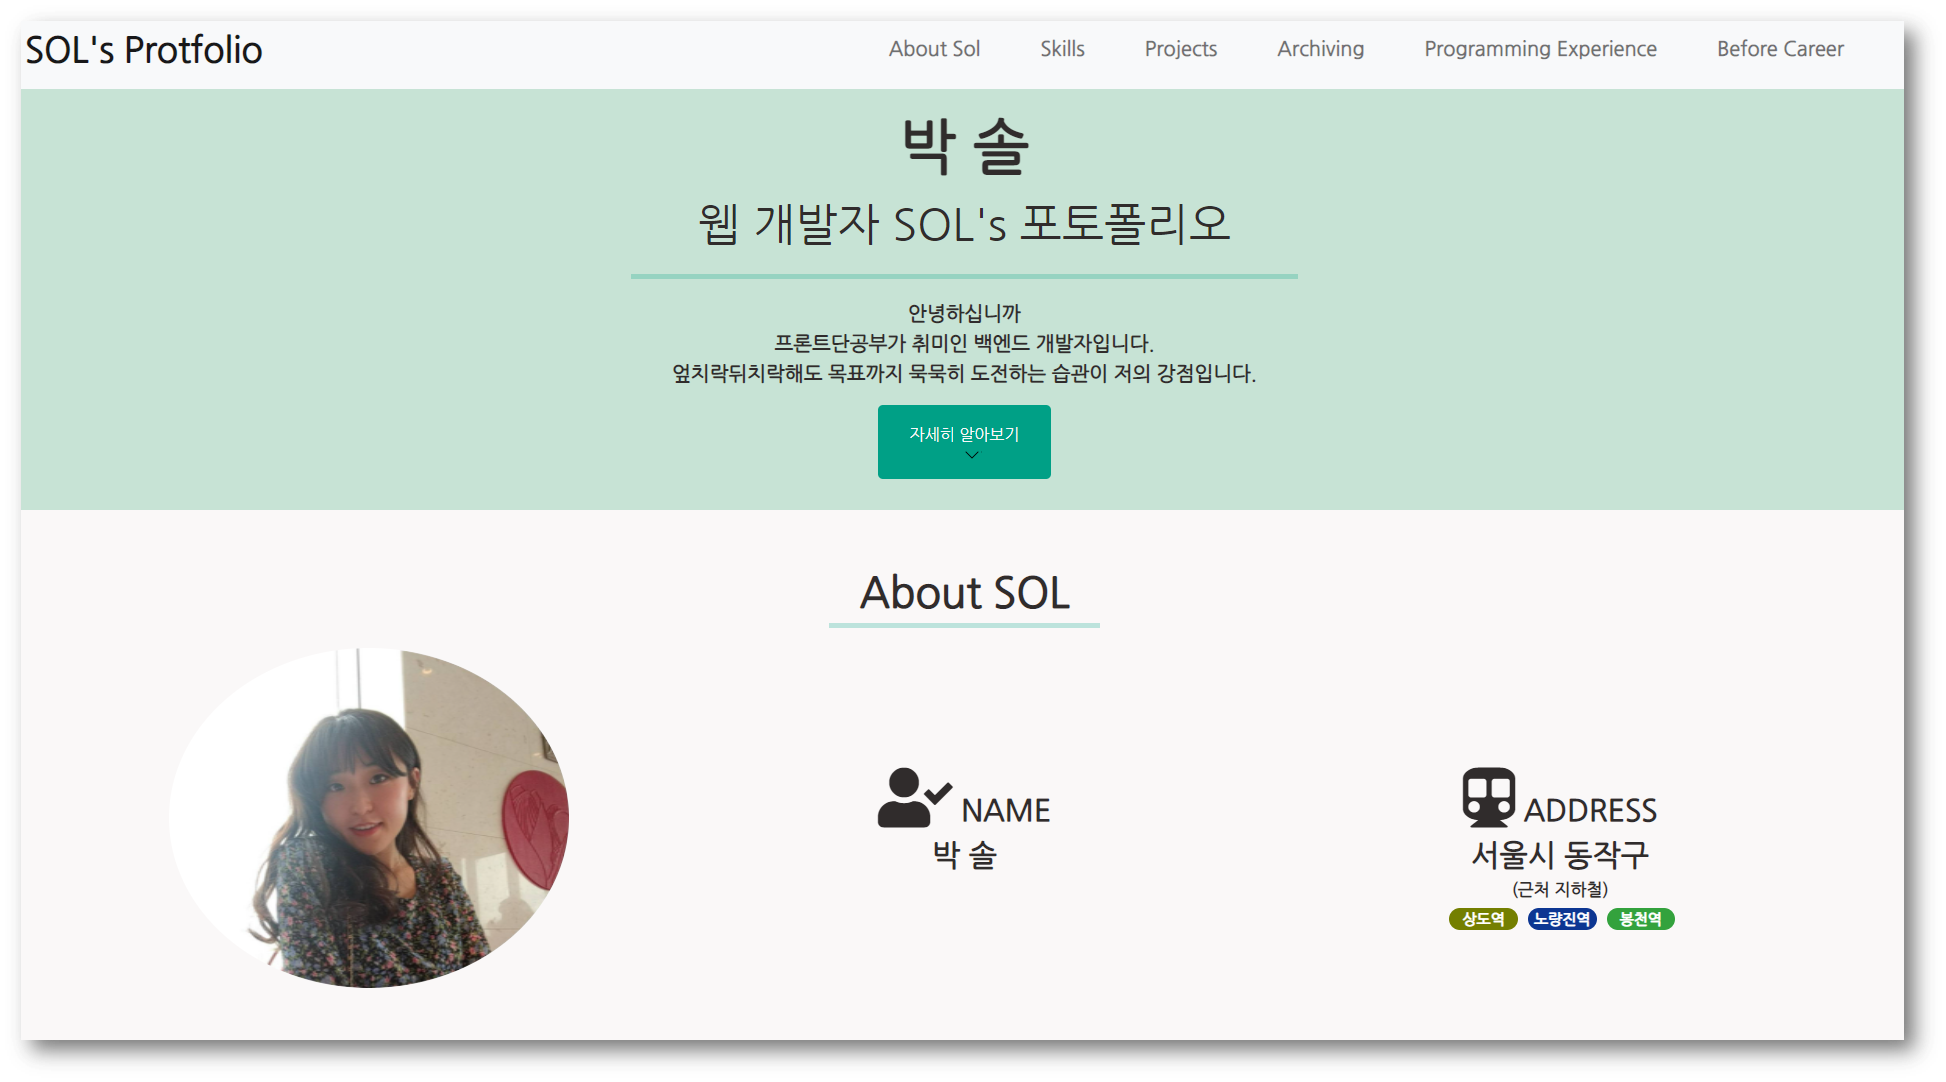 SOL's Protfolio
About Sol Skills Projects Archiving Programming Experience Before Career
박 솔
웹 개발자 SOL's 포토폴리오
안녕하십니까
프론트단공부가 취미인 백엔드 개발자입니다.
엎치락뒤치락해도 목표까지 묵묵히 도전하는 습관이 저의 강점입니다.
자세히 알아보기
About SOL
NAME
박 솔
ADDRESS
서울시 동작구
(근처 지하철)
상도역 노량진역 봉천역